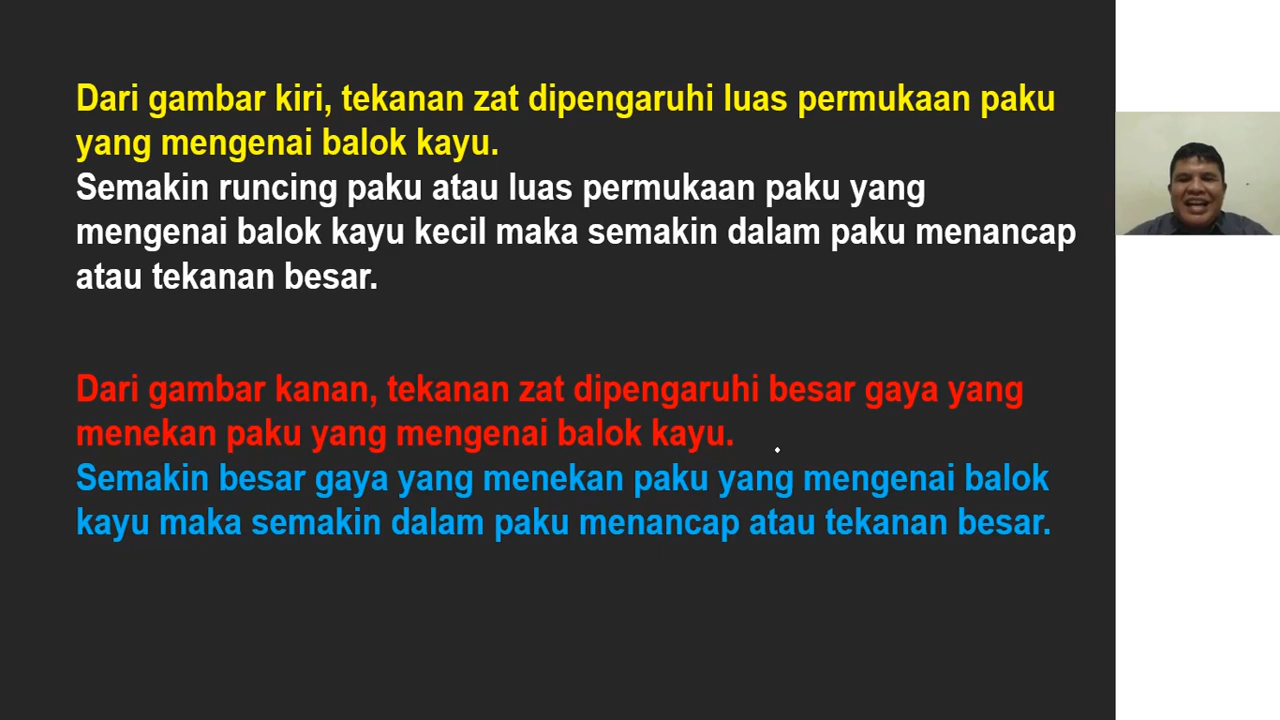 Dari gambar kiri, tekanan zat dipengaruhi luas permukaan paku
yang mengenai balok kayu.
Semakin runcing paku atau luas permukaan paku yang
mengenai balok kayu kecil maka semakin dalam paku menancap
atau tekanan besar.
Dari gambar kanan, tekanan zat dipengaruhi besar gaya yang
menekan paku yang mengenai balok kayu.
Semakin besar gaya yang menekan paku yang mengenai balok
kayu maka semakin dalam paku menancap atau tekanan besar.